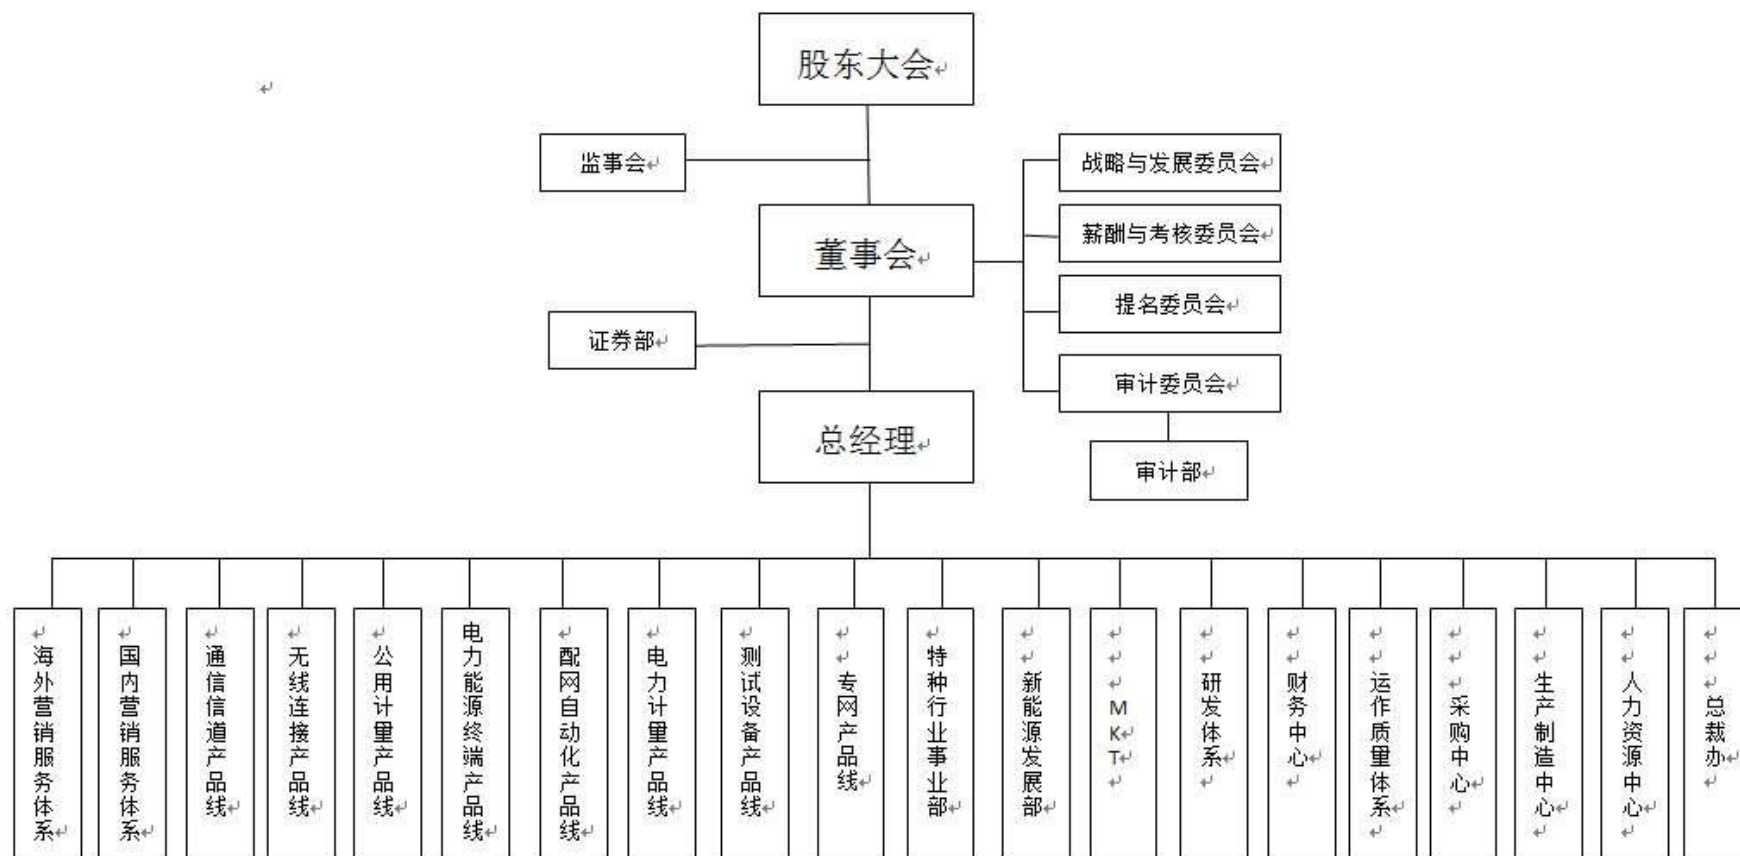 股东大会
监事会
战略与发展委员会
薪酬与考核委员会
董事会
提名委员会
证券部
审计委员会
总经理
审计部
海外营销服务体系
国内营销服务体系
通信信道产品线
无线连接产品线
公用计量产品线
电力能源终端产品线
配网自动化产品线
电力计量产品线
测试设备产品线
专网产品线
特种行业事业部
新能源发展部
MKT
研发体系
财务中心
运作质量体系
采购中心
生产制造中心
人力资源中心
总裁办